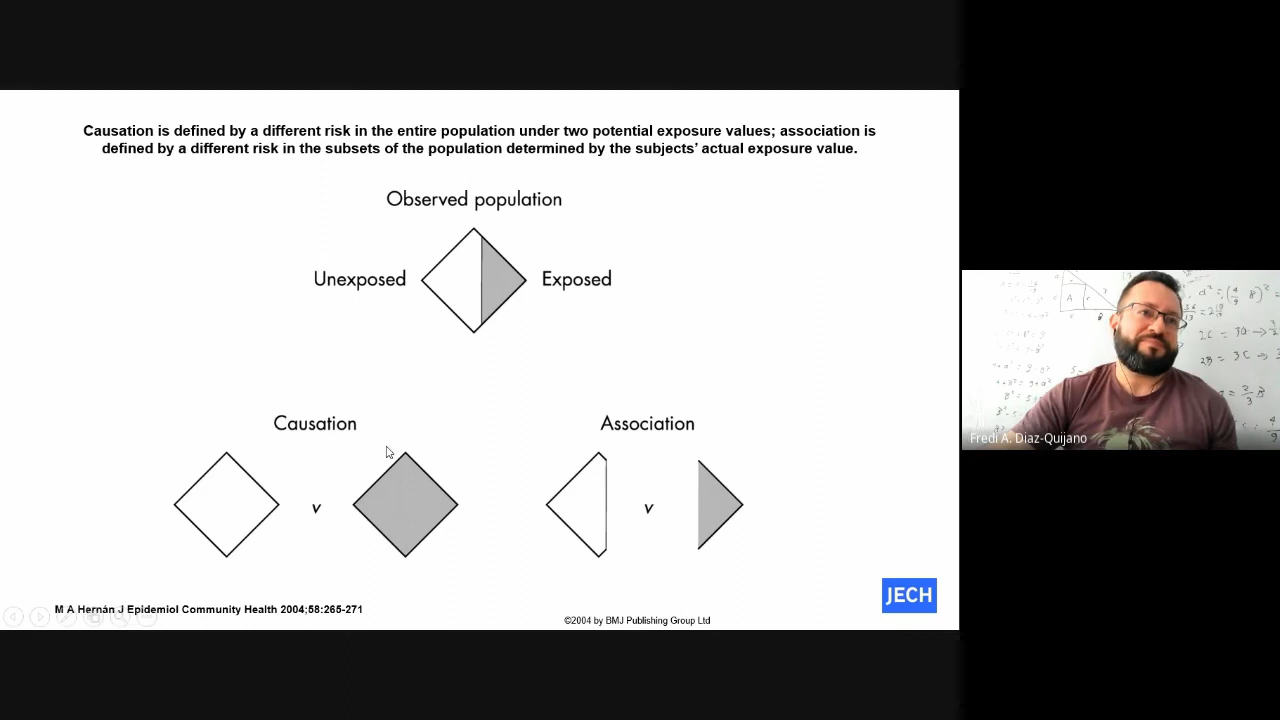 Causation is defined by a different risk in the entire population under two potential exposure values; association is
defined by a different risk in the subsets of the population determined by the subjects' actual exposure value.
Observed population
Unexposed
Exposed
Causation
Association
v
v
M A Hernán J Epidemiol Community Health 2004;58:265-271
©2004 by BMJ Publishing Group Ltd
JECH
A
Fredi A. Diaz-Quijano